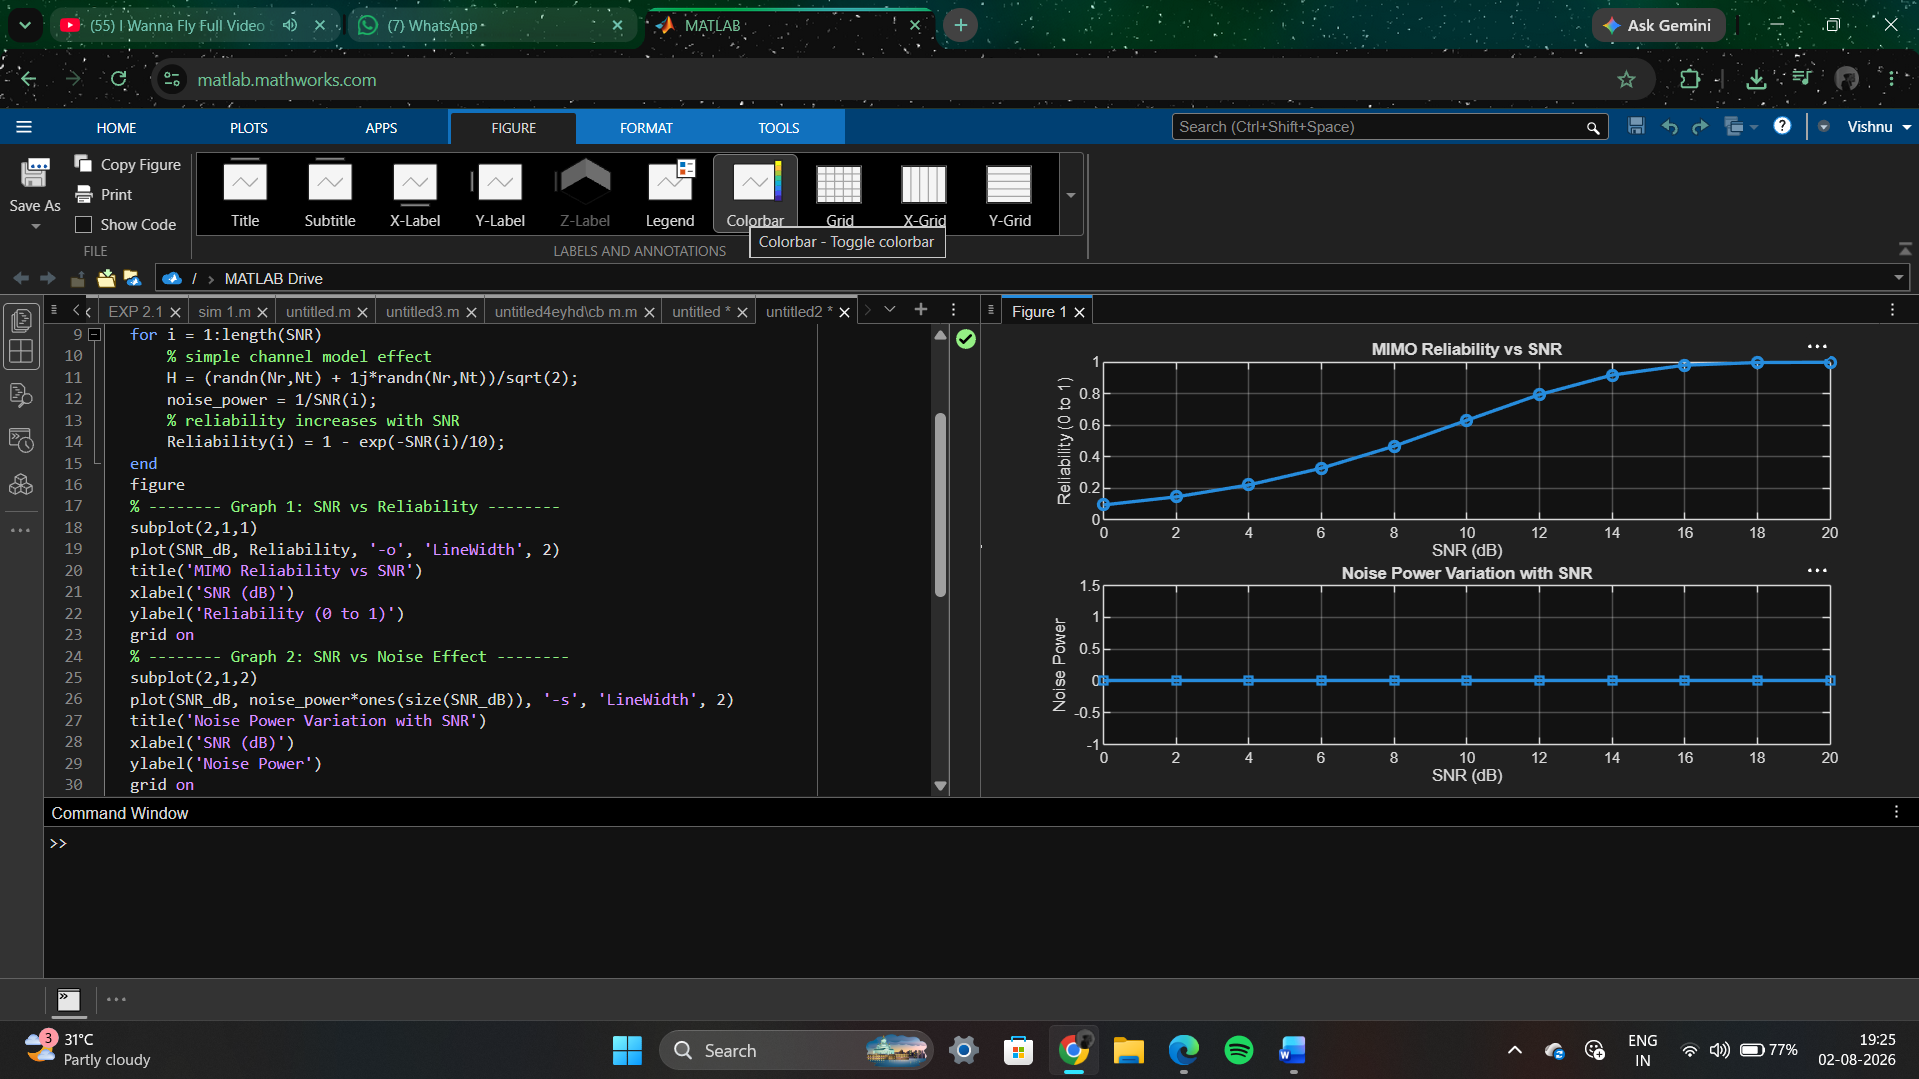 (55) I Wanna Fly Full Video
(7) WhatsApp
MATLAB
Ask Gemini
matlab.mathworks.com
HOME
PLOTS
APPS
FIGURE
FORMAT
TOOLS
Search (Ctrl+Shift+Space)
Vishnu
Save As
Copy Figure
Print
Show Code
FILE
Title
Subtitle
X-Label
Y-Label
Z-Label
Legend
Colorbar
Grid
X-Grid
Y-Grid
LABELS AND ANNOTATIONS
Colorbar - Toggle colorbar
/ › MATLAB Drive
EXP 2.1
sim 1.m
untitled.m
untitled3.m
untitled4eyhd\cb m.m
untitled *
untitled2 *
Figure 1
9 for i = 1:length(SNR)
10 % simple channel model effect
11 H = (randn(Nr,Nt) + 1j*randn(Nr,Nt))/sqrt(2);
12 noise_power = 1/SNR(i);
13 % reliability increases with SNR
14 Reliability(i) = 1 - exp(-SNR(i)/10);
15 end
16 figure
17 % -------- Graph 1: SNR vs Reliability --------
18 subplot(2,1,1)
19 plot(SNR_dB, Reliability, '-o', 'LineWidth', 2)
20 title('MIMO Reliability vs SNR')
21 xlabel('SNR (dB)')
22 ylabel('Reliability (0 to 1)')
23 grid on
24 % -------- Graph 2: SNR vs Noise Effect --------
25 subplot(2,1,2)
26 plot(SNR_dB, noise_power*ones(size(SNR_dB)), '-s', 'LineWidth', 2)
27 title('Noise Power Variation with SNR')
28 xlabel('SNR (dB)')
29 ylabel('Noise Power')
30 grid on
MIMO Reliability vs SNR
Reliability (0 to 1)
1
0.8
0.6
0.4
0.2
0
0 2 4 6 8 10 12 14 16 18 20
SNR (dB)
Noise Power Variation with SNR
Noise Power
1.5
1
0.5
0
-0.5
-1
0 2 4 6 8 10 12 14 16 18 20
SNR (dB)
Command Window
>>
3
31°C
Partly cloudy
Search
ENG
IN
77%
19:25
02-08-2026